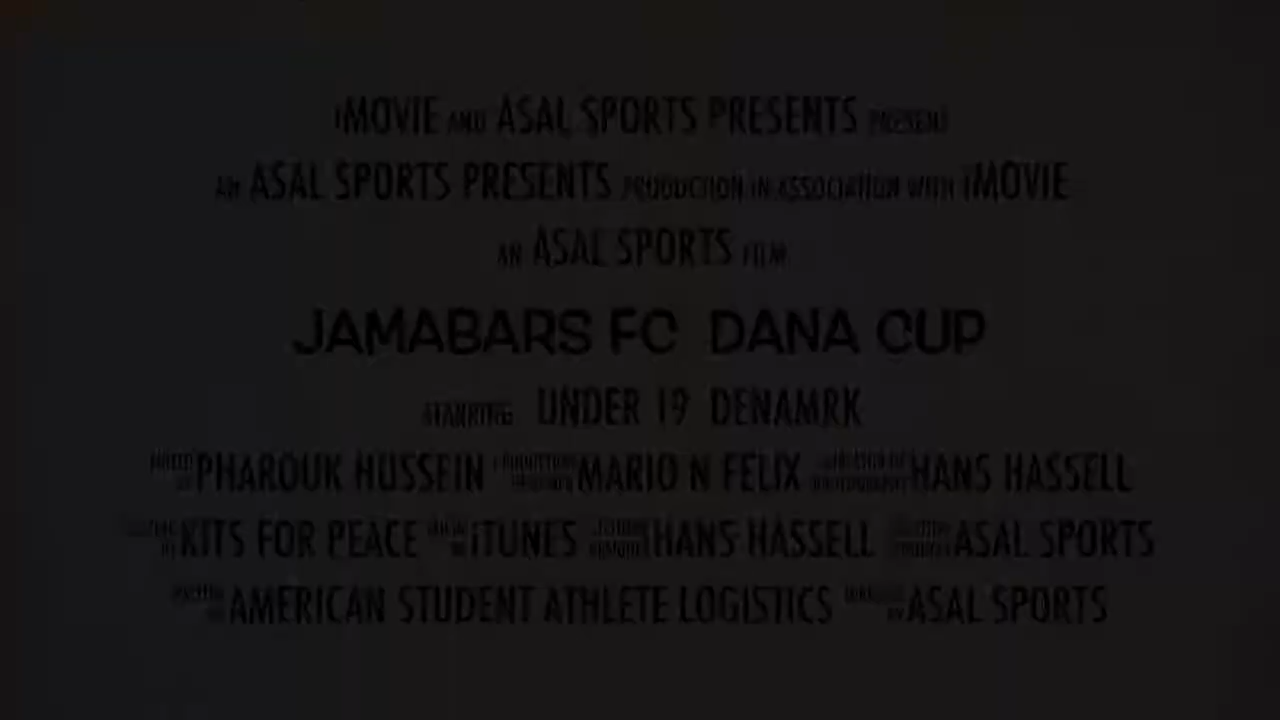 iMOVIE AND ASAL SPORTS PRESENTS PRESENT
AN ASAL SPORTS PRESENTS PRODUCTION IN ASSOCIATION WITH iMOVIE
AN ASAL SPORTS FILM
JAMABARS FC DANA CUP
STARRING UNDER 19 DENAMRK
PHAROUK HUSSEIN MARIO N FELIX HANS HASSELL
KITS FOR PEACE iTUNES HANS HASSELL ASAL SPORTS
AMERICAN STUDENT ATHLETE LOGISTICS ASAL SPORTS